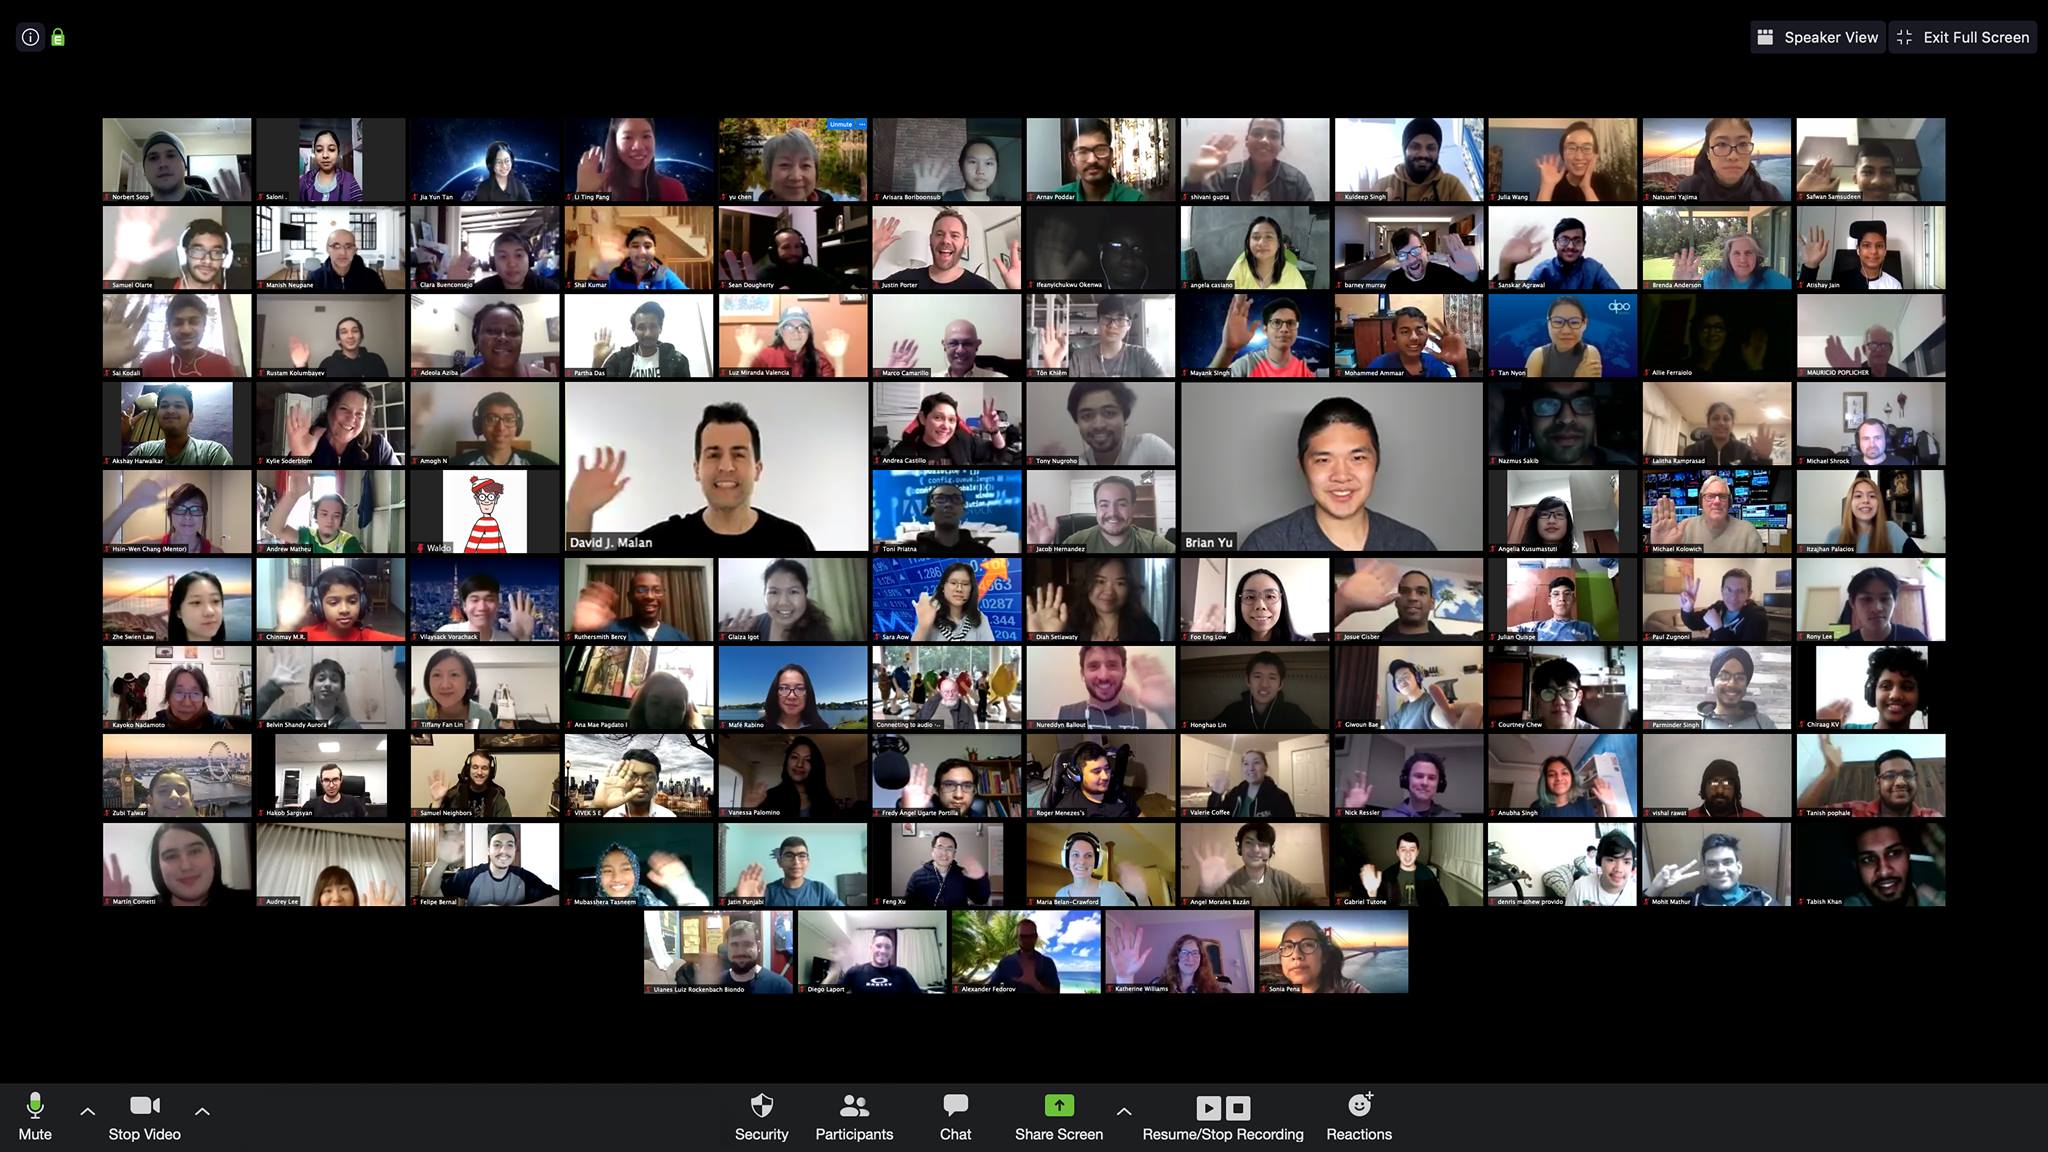 Speaker View
Exit Full Screen
Unmute
Norbert Soto
Saloni .
Jia Yun Tan
Li Ting Pang
yu chen
Arisara Boriboonsub
Arnav Poddar
shivani gupta
Kuldeep Singh
Julia Wang
Natsumi Yajima
Safwan Samsudeen
Samuel Olarte
Manish Neupane
Clara Buenconsejo
Shal Kumar
Sean Dougherty
Justin Porter
Ifeanyichukwu Okenwa
angela casiano
barney murray
Sanskar Agrawal
Brenda Anderson
Atishay Jain
Sai Kodali
Rustam Kolumbayev
Adeola Aziba
Partha Das
Luz Miranda Valencia
Marco Camarillo
Tôn Khiêm
Mayank Singh
Mohammed Ammaar
dpo
Tan Nyon
Allie Ferraiolo
MAURICIO POPLICHER
Akshay Harwalkar
Kylie Soderblom
Amogh N
David J. Malan
Andrea Castillo
Tony Nugroho
Brian Yu
Nazmus Sakib
Lalitha Ramprasad
Michael Shrock
Hsin-Wen Chang (Mentor)
Andrew Matheu
Waldo
Toni Priatna
Jacob Hernandez
Angelia Kusumastuti
Michael Kolowich
Itzajhan Palacios
Zhe Swien Law
Chinmay M.R.
Vilaysack Vorachack
Ruthersmith Bercy
Glaiza Igot
Sara Aow
Diah Setiawaty
Foo Eng Low
Josue Gisber
Julian Quispe
Paul Zugnoni
Rony Lee
Kayoko Nadamoto
Belvin Shandy Aurora
Tiffany Fan Lin
Ana Mae Pagdato I
Mafé Rabino
Connecting to audio ···
Nureddyn Ballout
Honghao Lin
Giwoun Bae
Courtney Chew
Parminder Singh
Chiraag KV
Zubi Talwar
Hakob Sargsyan
Samuel Neighbors
VIVEK S E
Vanessa Palomino
Fredy Ángel Ugarte Portilla
Roger Menezes's
Valerie Coffee
Nick Ressler
Anubha Singh
vishal rawat
Tanish pophale
Martín Cometti
Audrey Lee
Felipe Bernal
Mubasshera Tasneem
Jatin Punjabi
Feng Xu
Maria Belan-Crawford
Angel Morales Bazán
Gabriel Tutone
denris mathew provido
Mohit Mathur
Tabish Khan
Uianes Luiz Rockenbach Biondo
Diego Laport
Alexander Fedorov
Katherine Williams
Sonia Pena
Mute
Stop Video
Security
Participants
Chat
Share Screen
Resume/Stop Recording
Reactions